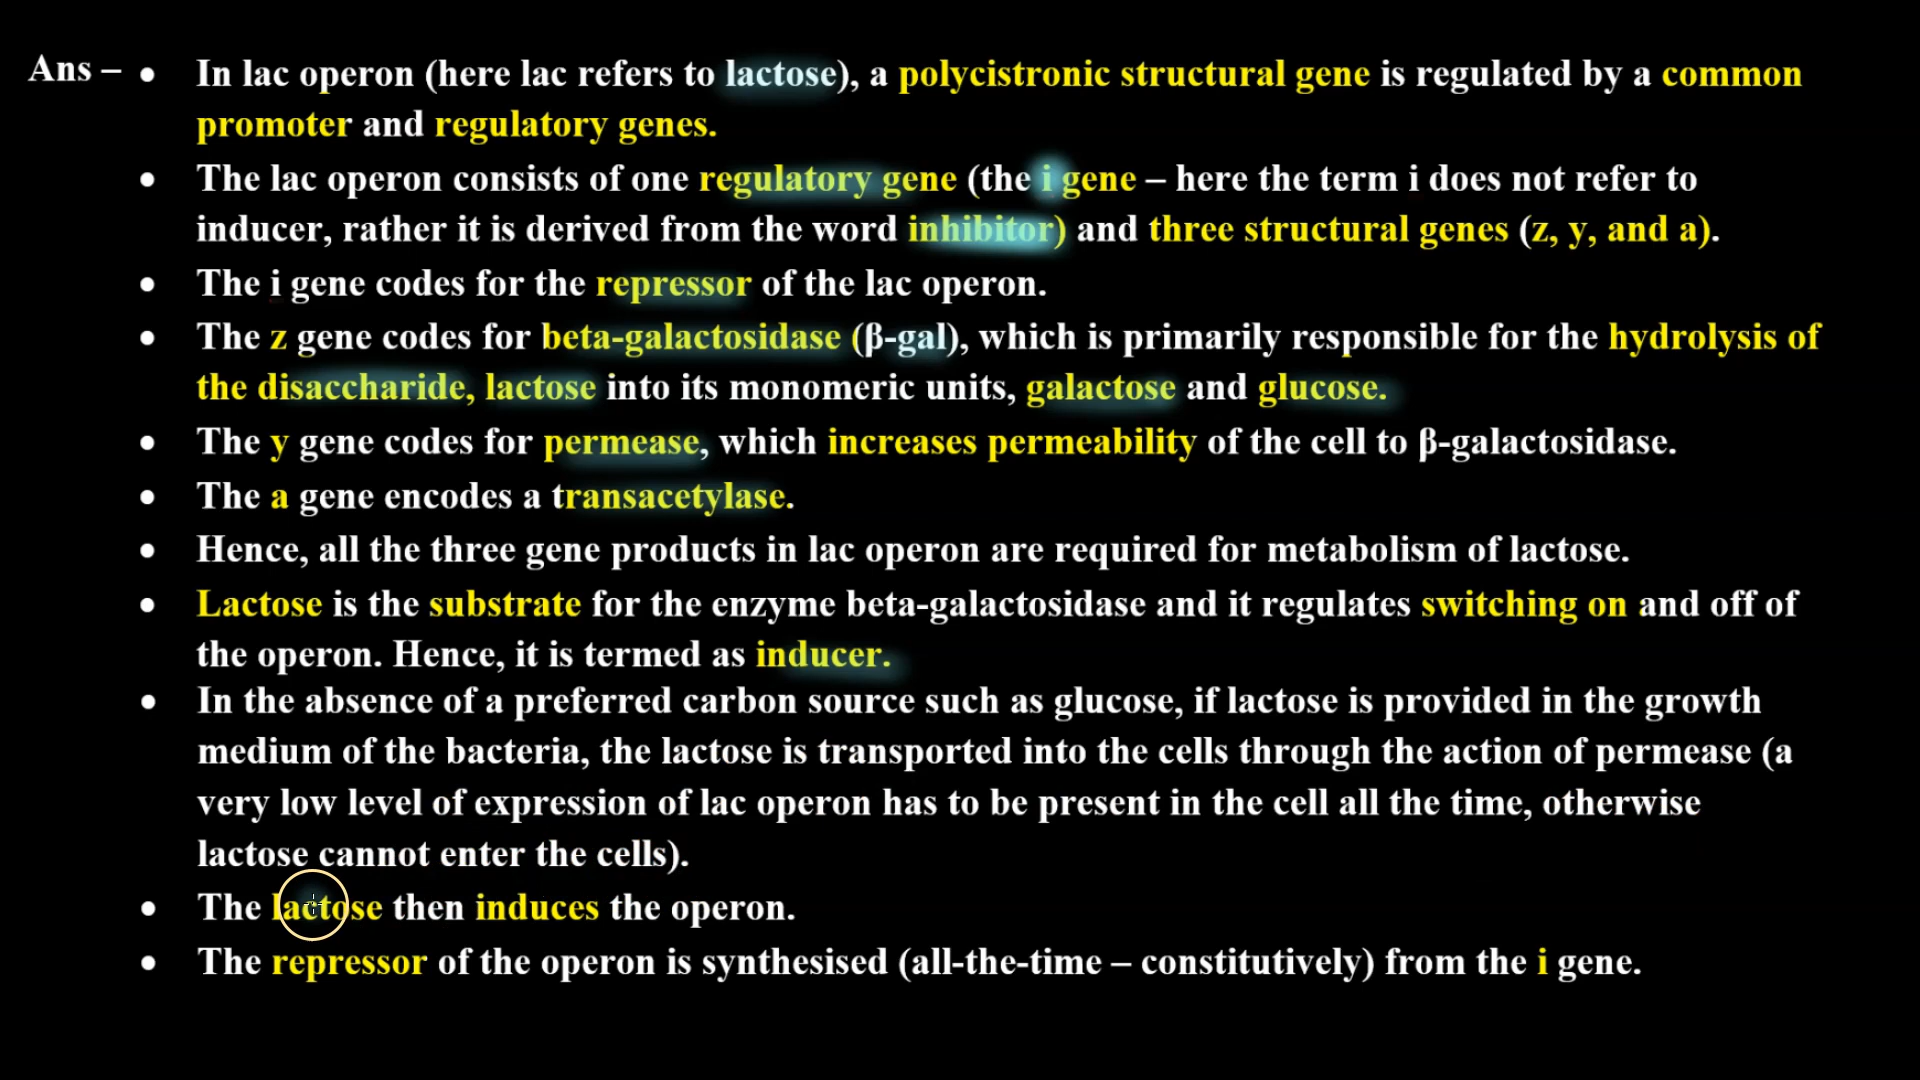 Ans – • In lac operon (here lac refers to lactose), a polycistronic structural gene is regulated by a common
promoter and regulatory genes.
• The lac operon consists of one regulatory gene (the i gene – here the term i does not refer to
inducer, rather it is derived from the word inhibitor) and three structural genes (z, y, and a).
• The i gene codes for the repressor of the lac operon.
• The z gene codes for beta-galactosidase (β-gal), which is primarily responsible for the hydrolysis of
the disaccharide, lactose into its monomeric units, galactose and glucose.
• The y gene codes for permease, which increases permeability of the cell to β-galactosidase.
• The a gene encodes a transacetylase.
• Hence, all the three gene products in lac operon are required for metabolism of lactose.
• Lactose is the substrate for the enzyme beta-galactosidase and it regulates switching on and off of
the operon. Hence, it is termed as inducer.
• In the absence of a preferred carbon source such as glucose, if lactose is provided in the growth
medium of the bacteria, the lactose is transported into the cells through the action of permease (a
very low level of expression of lac operon has to be present in the cell all the time, otherwise
lactose cannot enter the cells).
• The lactose then induces the operon.
• The repressor of the operon is synthesised (all-the-time – constitutively) from the i gene.